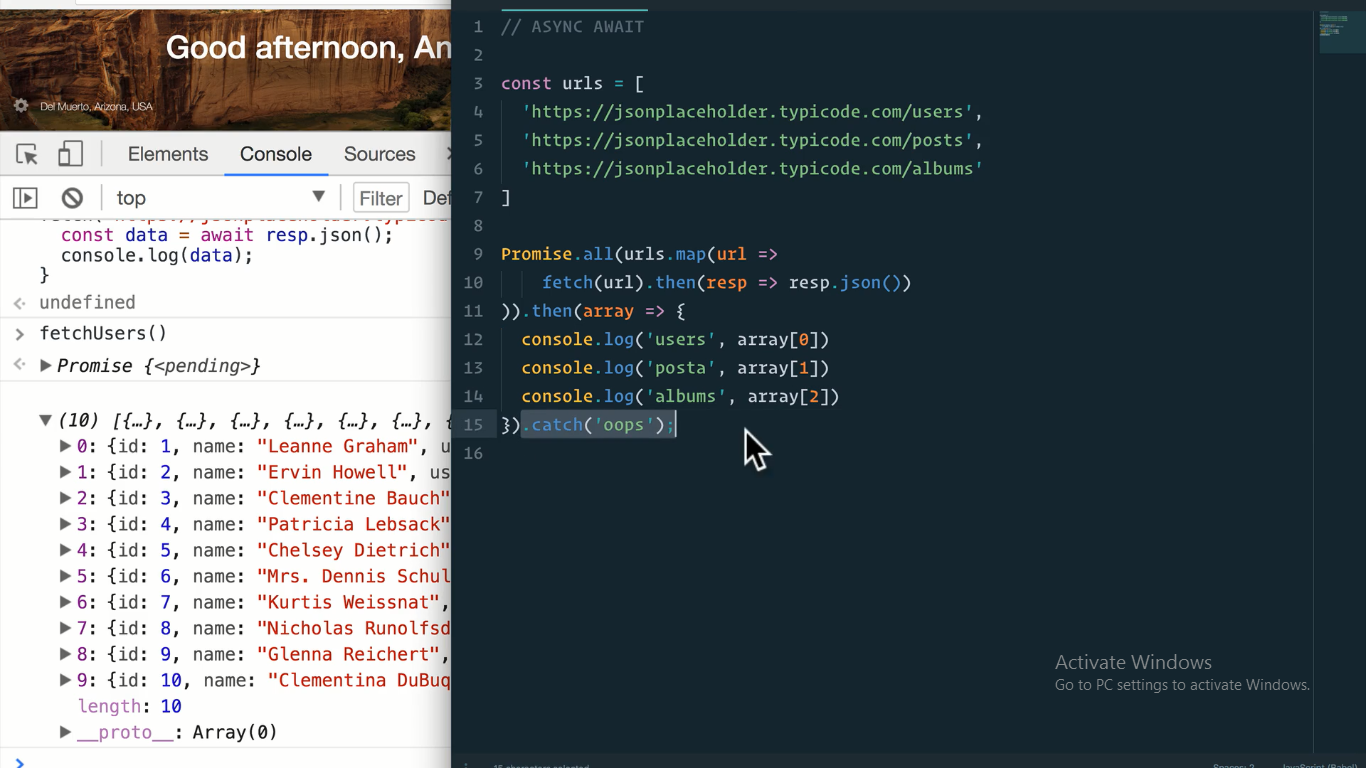 Good afternoon, An
Del Muerto, Arizona, USA
Elements Console Sources
top Filter Def
const data = await resp.json();
console.log(data);
}
undefined
fetchUsers()
Promise {<pending>}
(10) [{…}, {…}, {…}, {…}, {…}, {…}, {
0: {id: 1, name: "Leanne Graham", u
1: {id: 2, name: "Ervin Howell", us
2: {id: 3, name: "Clementine Bauch"
3: {id: 4, name: "Patricia Lebsack"
4: {id: 5, name: "Chelsey Dietrich"
5: {id: 6, name: "Mrs. Dennis Schul
6: {id: 7, name: "Kurtis Weissnat",
7: {id: 8, name: "Nicholas Runolfsd
8: {id: 9, name: "Glenna Reichert",
9: {id: 10, name: "Clementina DuBuq
length: 10
__proto__: Array(0)
1 // ASYNC AWAIT
2
3 const urls = [
4 'https://jsonplaceholder.typicode.com/users',
5 'https://jsonplaceholder.typicode.com/posts',
6 'https://jsonplaceholder.typicode.com/albums'
7 ]
8
9 Promise.all(urls.map(url =>
10 fetch(url).then(resp => resp.json())
11 )).then(array => {
12 console.log('users', array[0])
13 console.log('posta', array[1])
14 console.log('albums', array[2])
15 }).catch('oops');
16
Activate Windows
Go to PC settings to activate Windows.